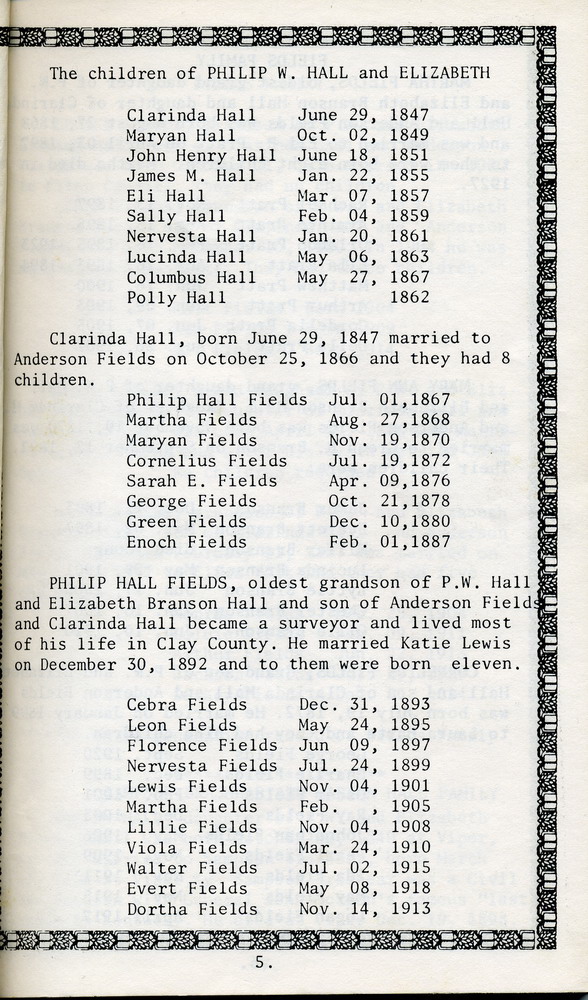 The children of PHILIP W. HALL and ELIZABETH
Clarinda Hall June 29, 1847
Maryan Hall Oct. 02, 1849
John Henry Hall June 18, 1851
James M. Hall Jan. 22, 1855
Eli Hall Mar. 07, 1857
Sally Hall Feb. 04, 1859
Nervesta Hall Jul. 20, 1861
Lucinda Hall May 06, 1863
Columbus Hall May 27, 1867
Polly Hall 1862
Clarinda Hall, born June 29, 1847 married to
Anderson Fields on October 25, 1866 and they had 8
children.
Philip Hall Fields Jul. 01,1867
Martha Fields Aug. 27,1868
Maryan Fields Nov. 19,1870
Cornelius Fields Jul. 19,1872
Sarah E. Fields Apr. 09,1876
George Fields Oct. 21,1878
Green Fields Dec. 10,1880
Enoch Fields Feb. 01,1887
PHILIP HALL FIELDS, oldest grandson of P.W. Hall
and Elizabeth Branson Hall and son of Anderson Fields
and Clarinda Hall became a surveyor and lived most
of his life in Clay County. He married Katie Lewis
on December 30, 1892 and to them were born eleven.
Cebra Fields Dec. 31, 1893
Leon Fields May 24, 1895
Florence Fields Jun 09, 1897
Nervesta Fields Jul. 24, 1899
Lewis Fields Nov. 04, 1901
Martha Fields Feb. , 1905
Lillie Fields Nov. 04, 1908
Viola Fields Mar. 24, 1910
Walter Fields Jul. 02, 1915
Evert Fields May 08, 1918
Dortha Fields Nov. 14, 1913
5.